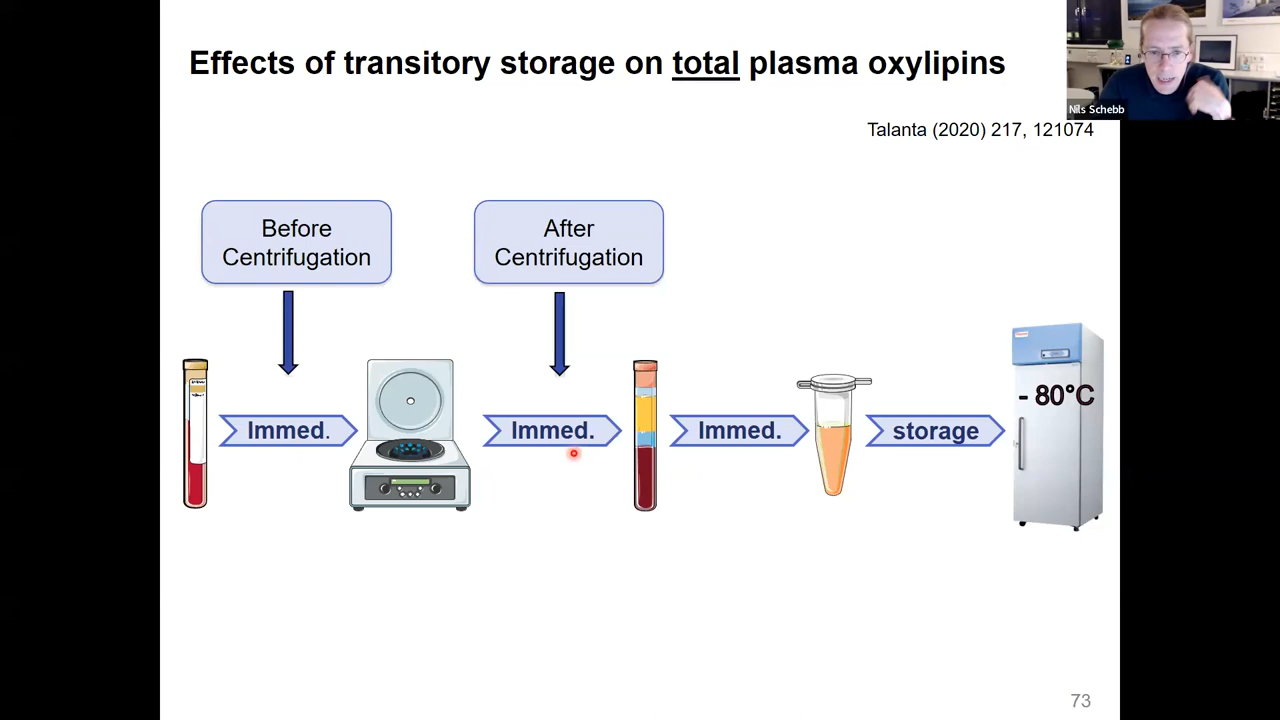 Effects of transitory storage on total plasma oxylipins
Nils Schebb
Talanta (2020) 217, 121074
Before
Centrifugation
After
Centrifugation
Immed.
Immed.
Immed.
storage
- 80°C
73